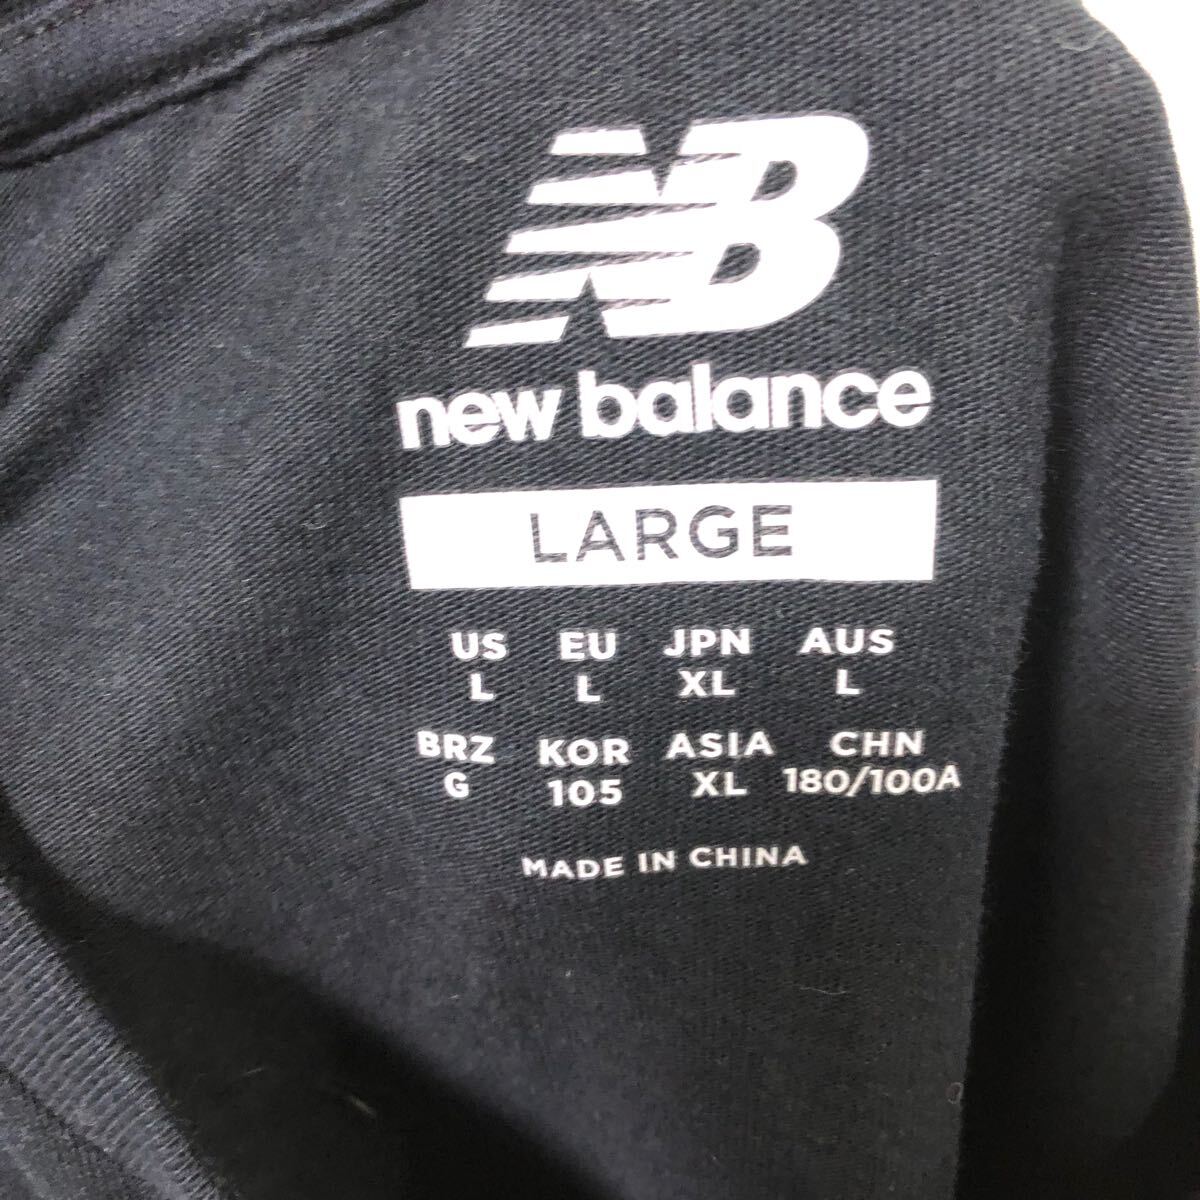 NB
new balance
LARGE
US EU JPN AUS
L L XL L
BRZ KOR ASIA CHN
G 105 XL 180/100A
MADE IN CHINA